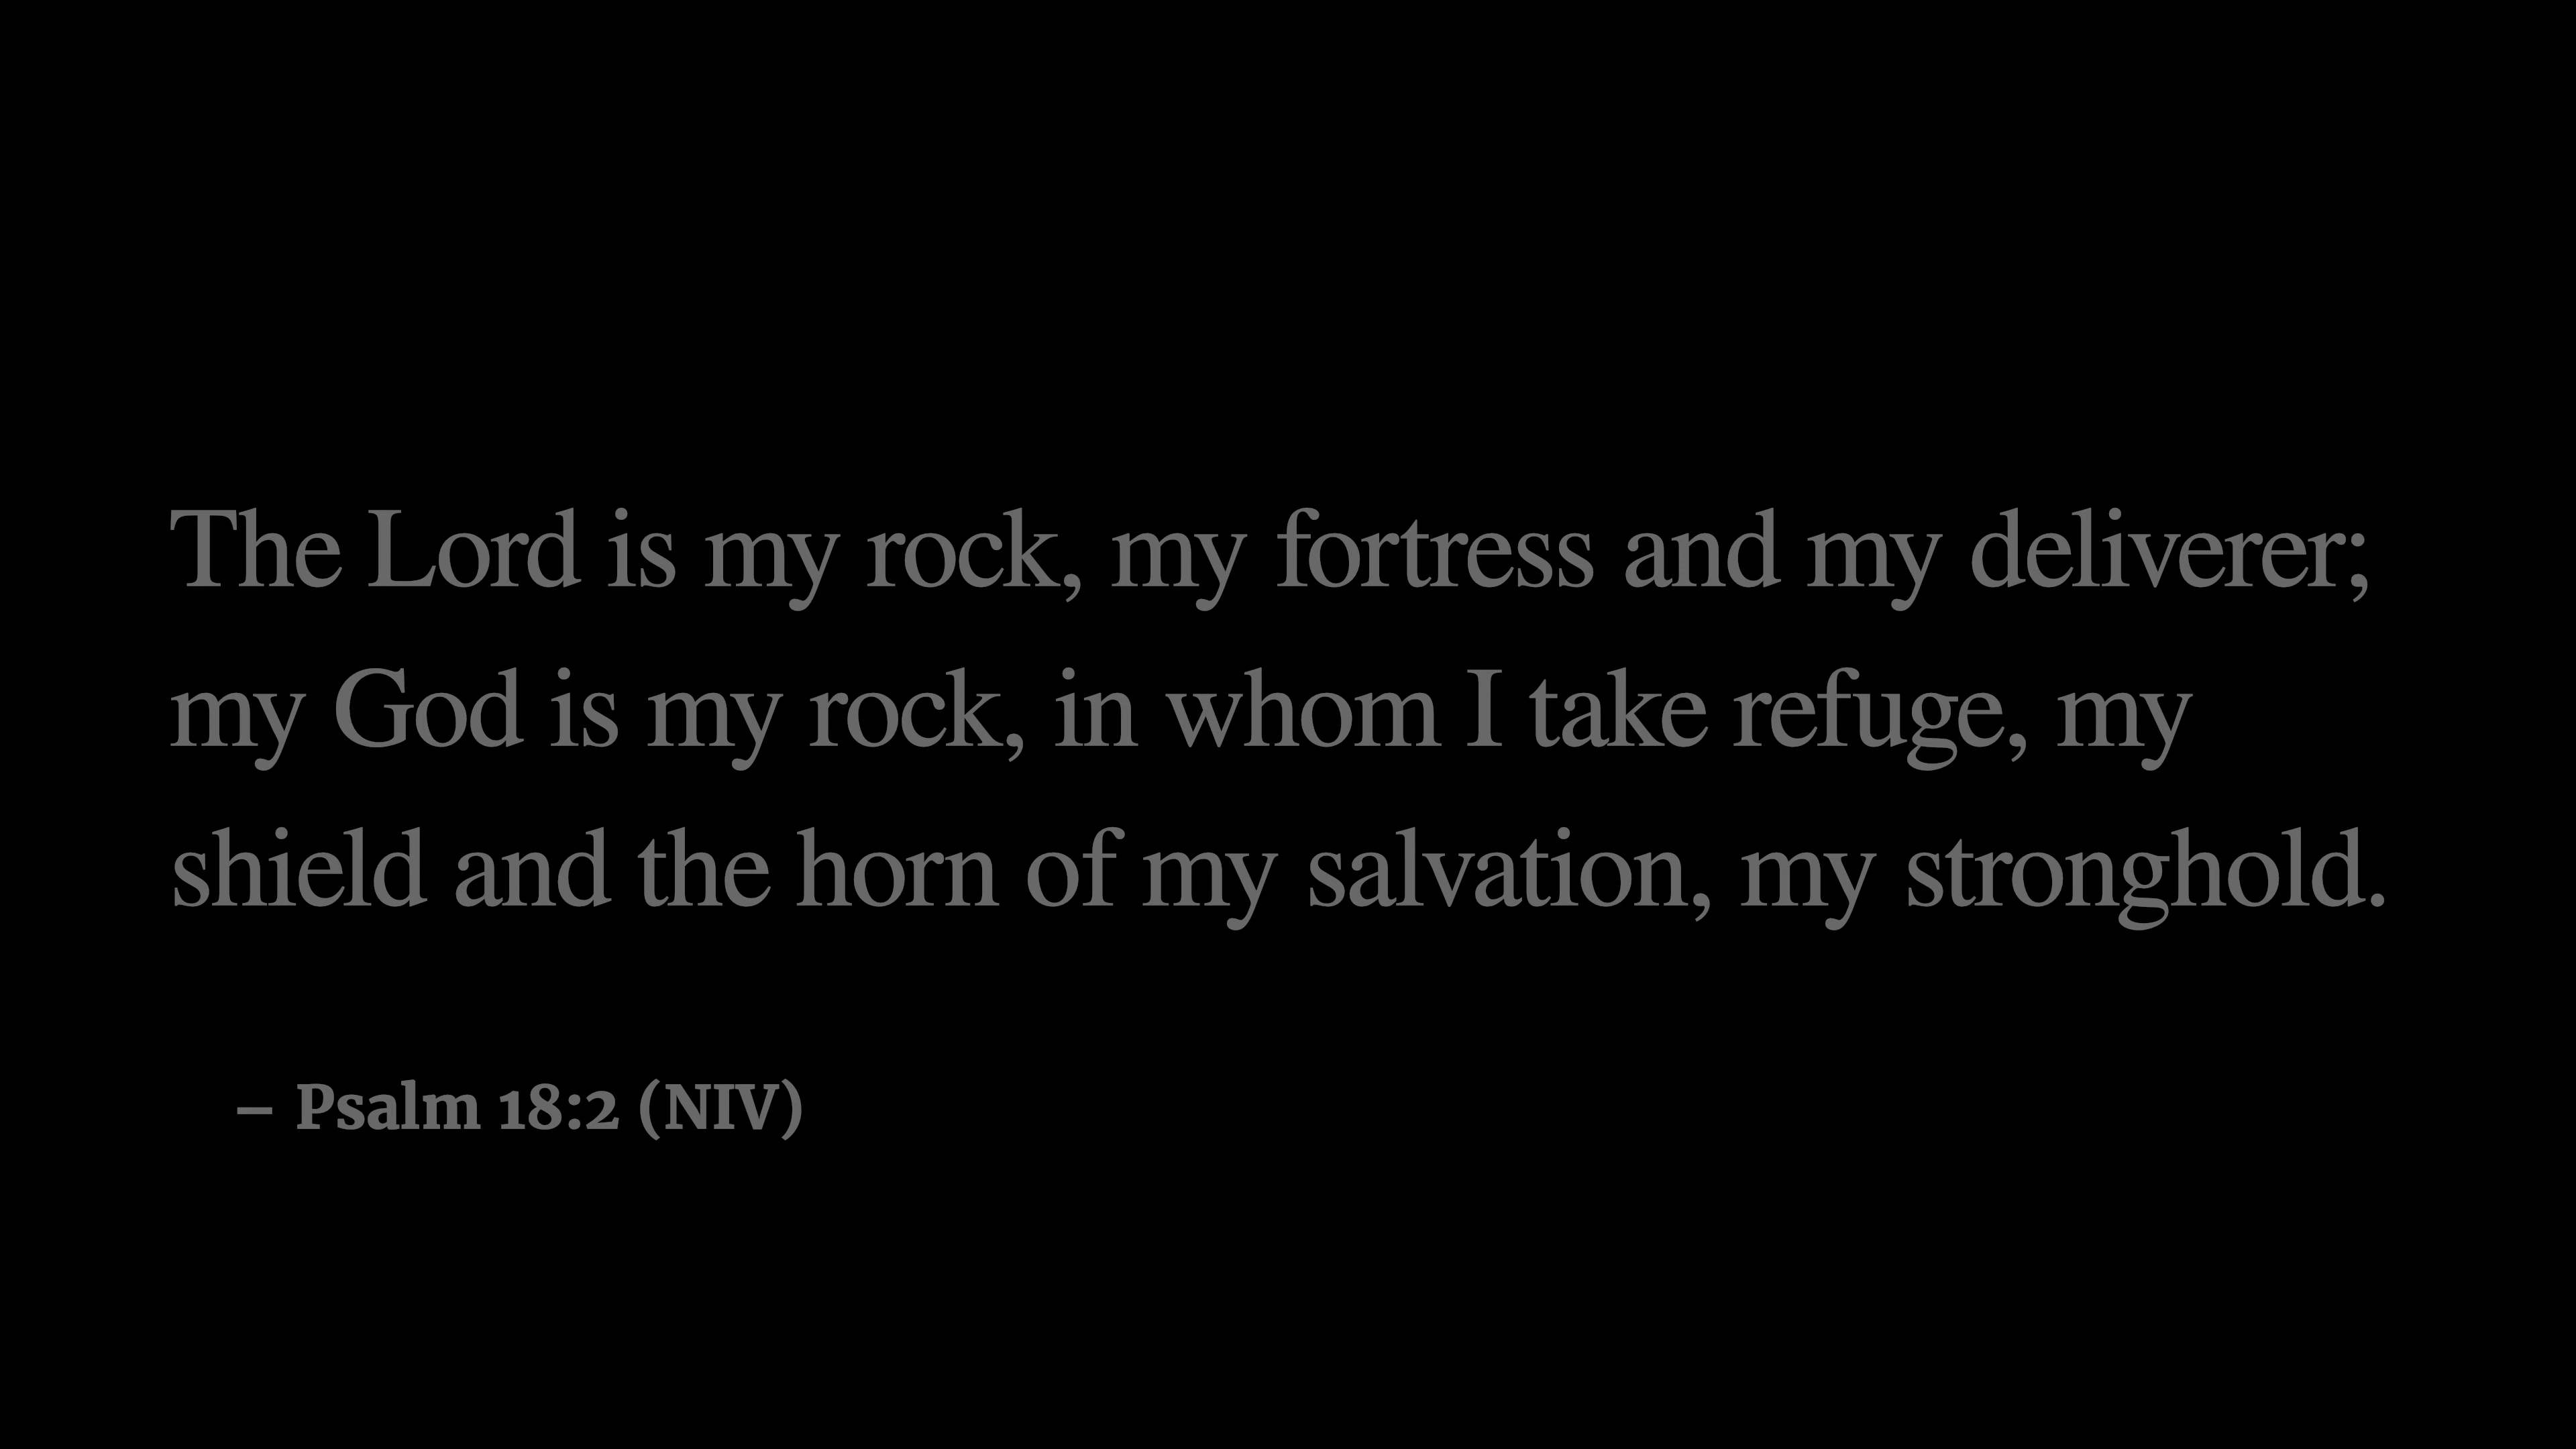 The Lord is my rock, my fortress and my deliverer;
my God is my rock, in whom I take refuge, my
shield and the horn of my salvation, my stronghold.
– Psalm 18:2 (NIV)